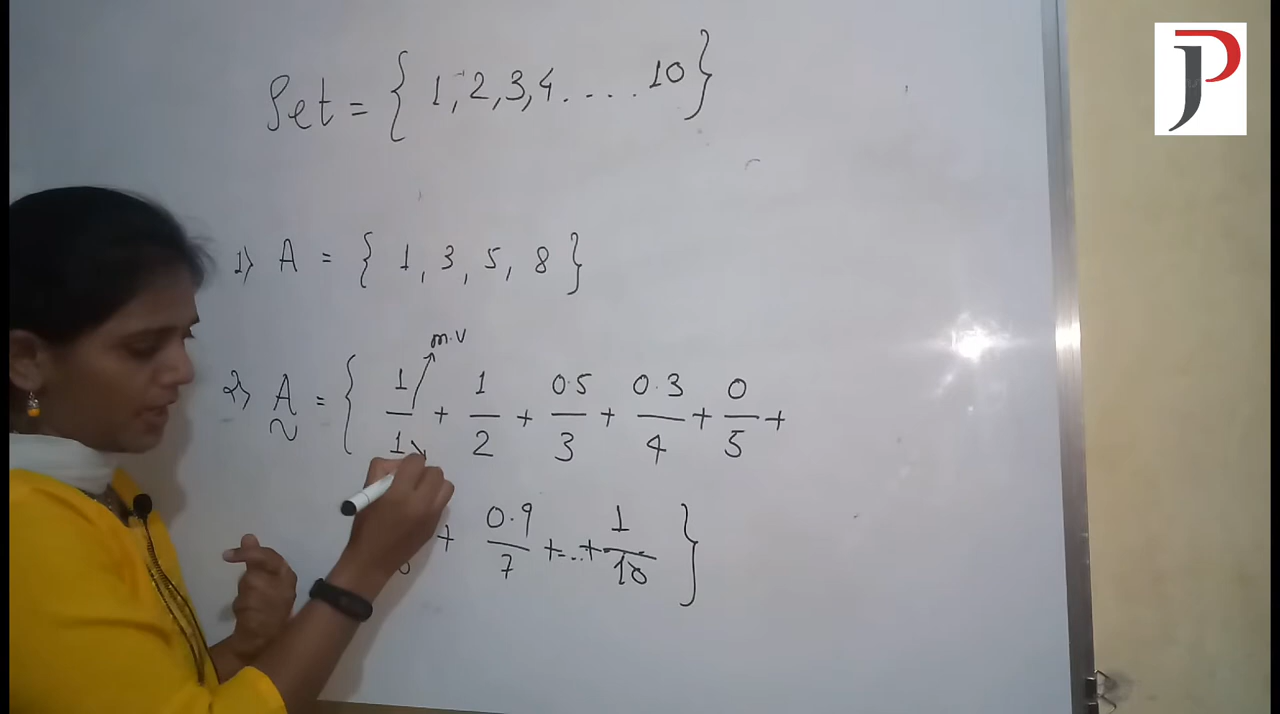 Set = { 1, 2, 3, 4 . . . . 10 }
1) A = { 1, 3, 5, 8 }
m.v
2) A = { 1/1 + 1/2 + 0.5/3 + 0.3/4 + 0/5 +
~
+ 0.9/7 + ... + 1/10 }
JP